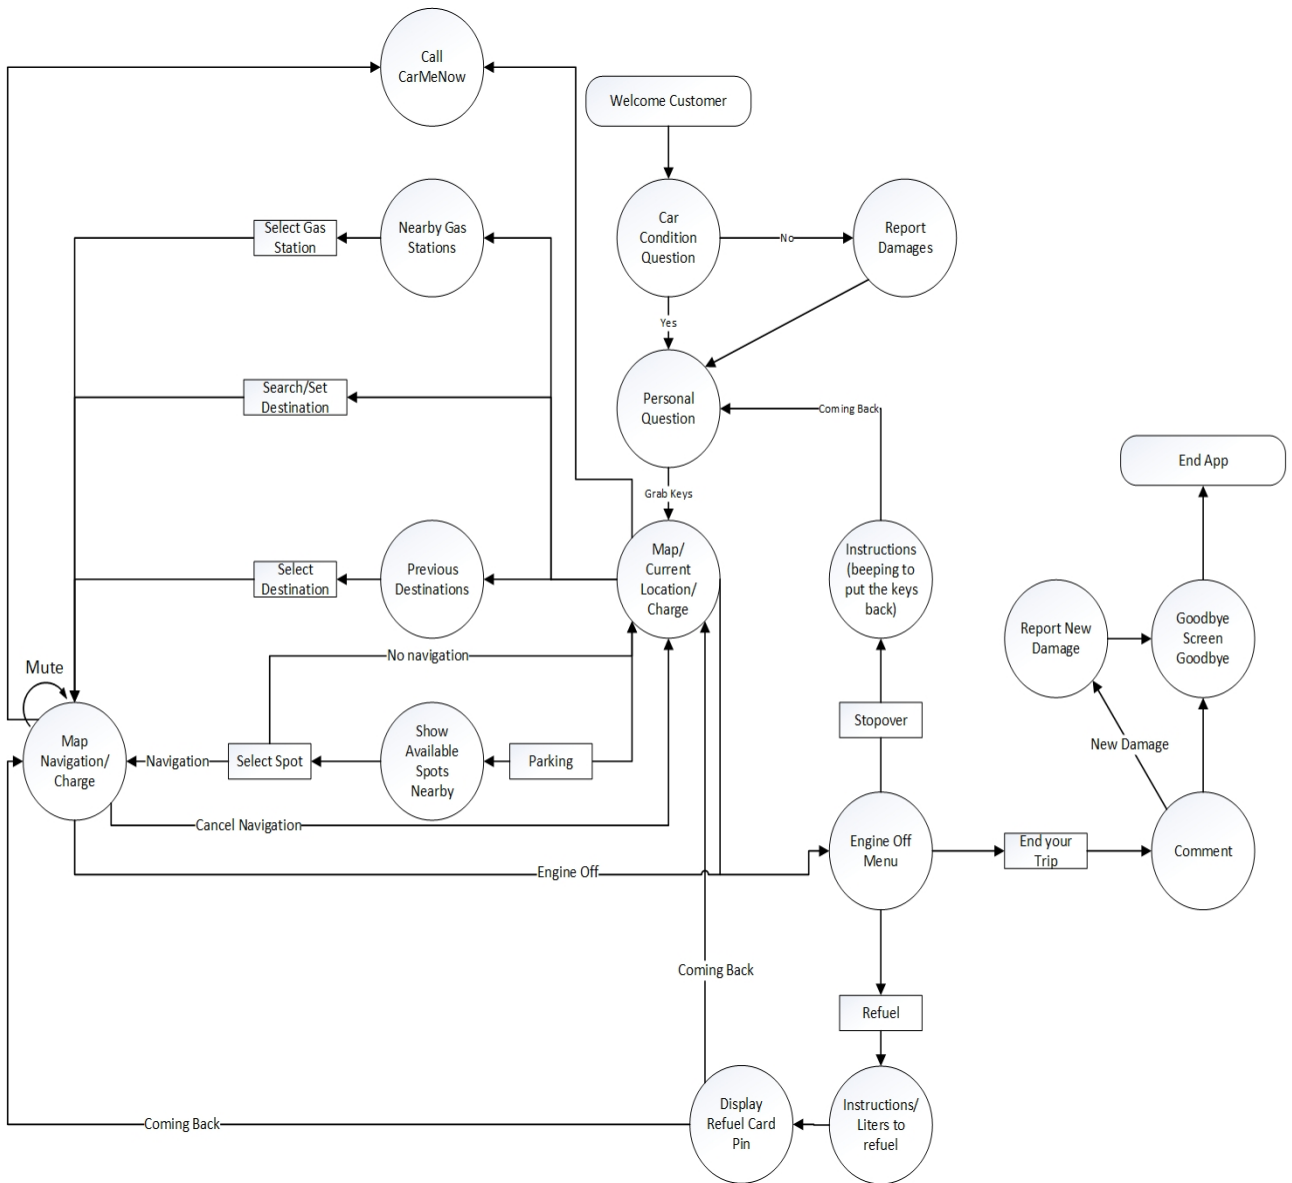 Call
CarMeNow
Welcome Customer
Select Gas
Station
Nearby Gas
Stations
Car
Condition
Question
No
Report
Damages
Yes
Search/Set
Destination
Personal
Question
Coming Back
End App
Grab Keys
Select
Destination
Previous
Destinations
Map/
Current
Location/
Charge
Instructions
(beeping to
put the keys
back)
Report New
Damage
Goodbye
Screen
Goodbye
No navigation
Mute
Map
Navigation/
Charge
Navigation
Select Spot
Show
Available
Spots
Nearby
Parking
Stopover
New Damage
Cancel Navigation
Engine Off
Engine Off
Menu
End your
Trip
Comment
Coming Back
Refuel
Coming Back
Display
Refuel Card
Pin
Instructions/
Liters to
refuel